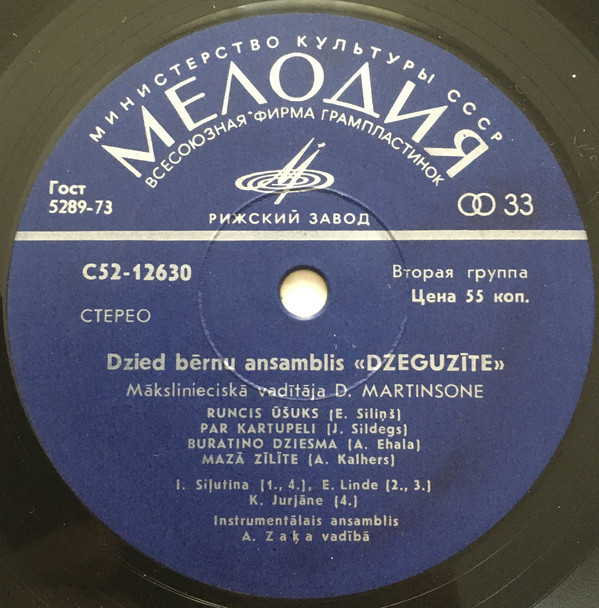 МИНИСТЕРСТВО КУЛЬТУРЫ СССР
МЕЛОДИЯ
ВСЕСОЮЗНАЯ ФИРМА ГРАМПЛАСТИНОК
Гост
5289-73
33
РИЖСКИЙ ЗАВОД
С52-12630
Вторая группа
Цена 55 коп.
СТЕРЕО
Dzied bērnu ansamblis «DZEGUZĪTE»
Mākslinieciskā vadītāja D. MARTINSONE
RUNCIS ŪŠUKS (E. Siliņš)
PAR KARTUPELI (J. Sildegs)
BURATINO DZIESMA (A. Ehala)
MAZĀ ZĪLĪTE (A. Kalhers)
I. Siļutina (1., 4.), E. Linde (2., 3.)
K. Jurjāne (4.)
Instrumentālais ansamblis
A. Zaķa vadībā